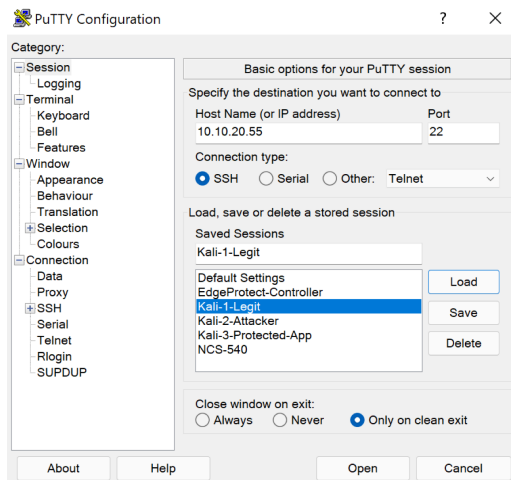 PuTTY Configuration ? ×
Category:
Session
Logging
Terminal
Keyboard
Bell
Features
Window
Appearance
Behaviour
Translation
Selection
Colours
Connection
Data
Proxy
SSH
Serial
Telnet
Rlogin
SUPDUP
Basic options for your PuTTY session
Specify the destination you want to connect to
Host Name (or IP address) Port
10.10.20.55 22
Connection type:
SSH Serial Other: Telnet
Load, save or delete a stored session
Saved Sessions
Kali-1-Legit
Default Settings
EdgeProtect-Controller
Kali-1-Legit
Kali-2-Attacker
Kali-3-Protected-App
NCS-540
Load
Save
Delete
Close window on exit:
Always Never Only on clean exit
About Help Open Cancel